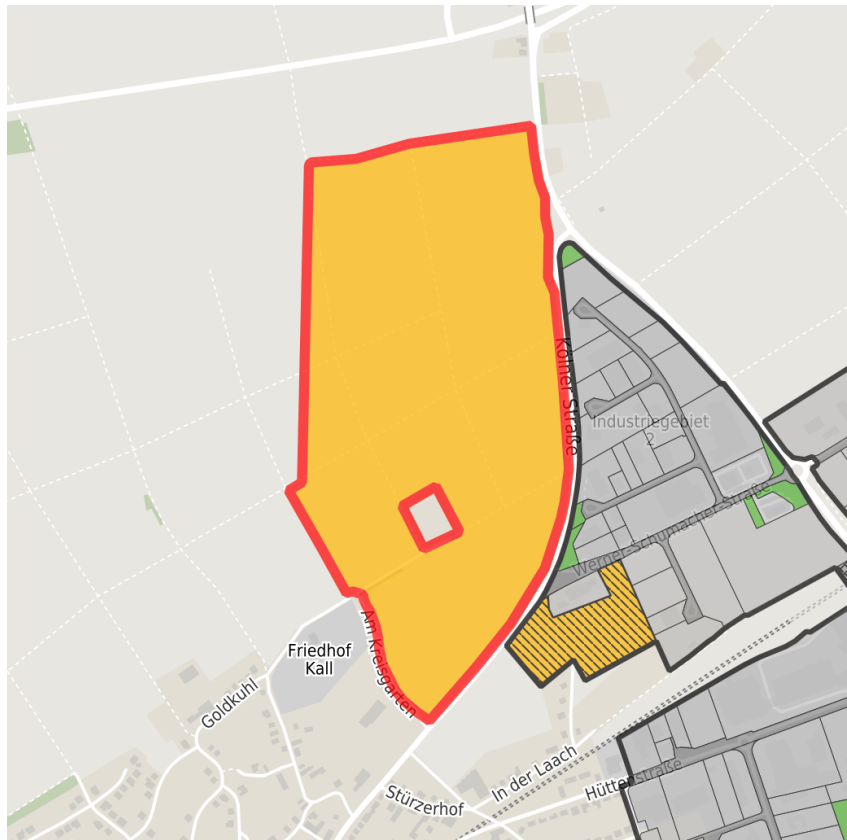 Kölner Straße
Industriegebiet
2
Werner-Schumacher-Straße
Am Kreisgarten
Friedhof
Kall
Goldkuhl
In der Laach
Hüttenstraße
Stürzerhof